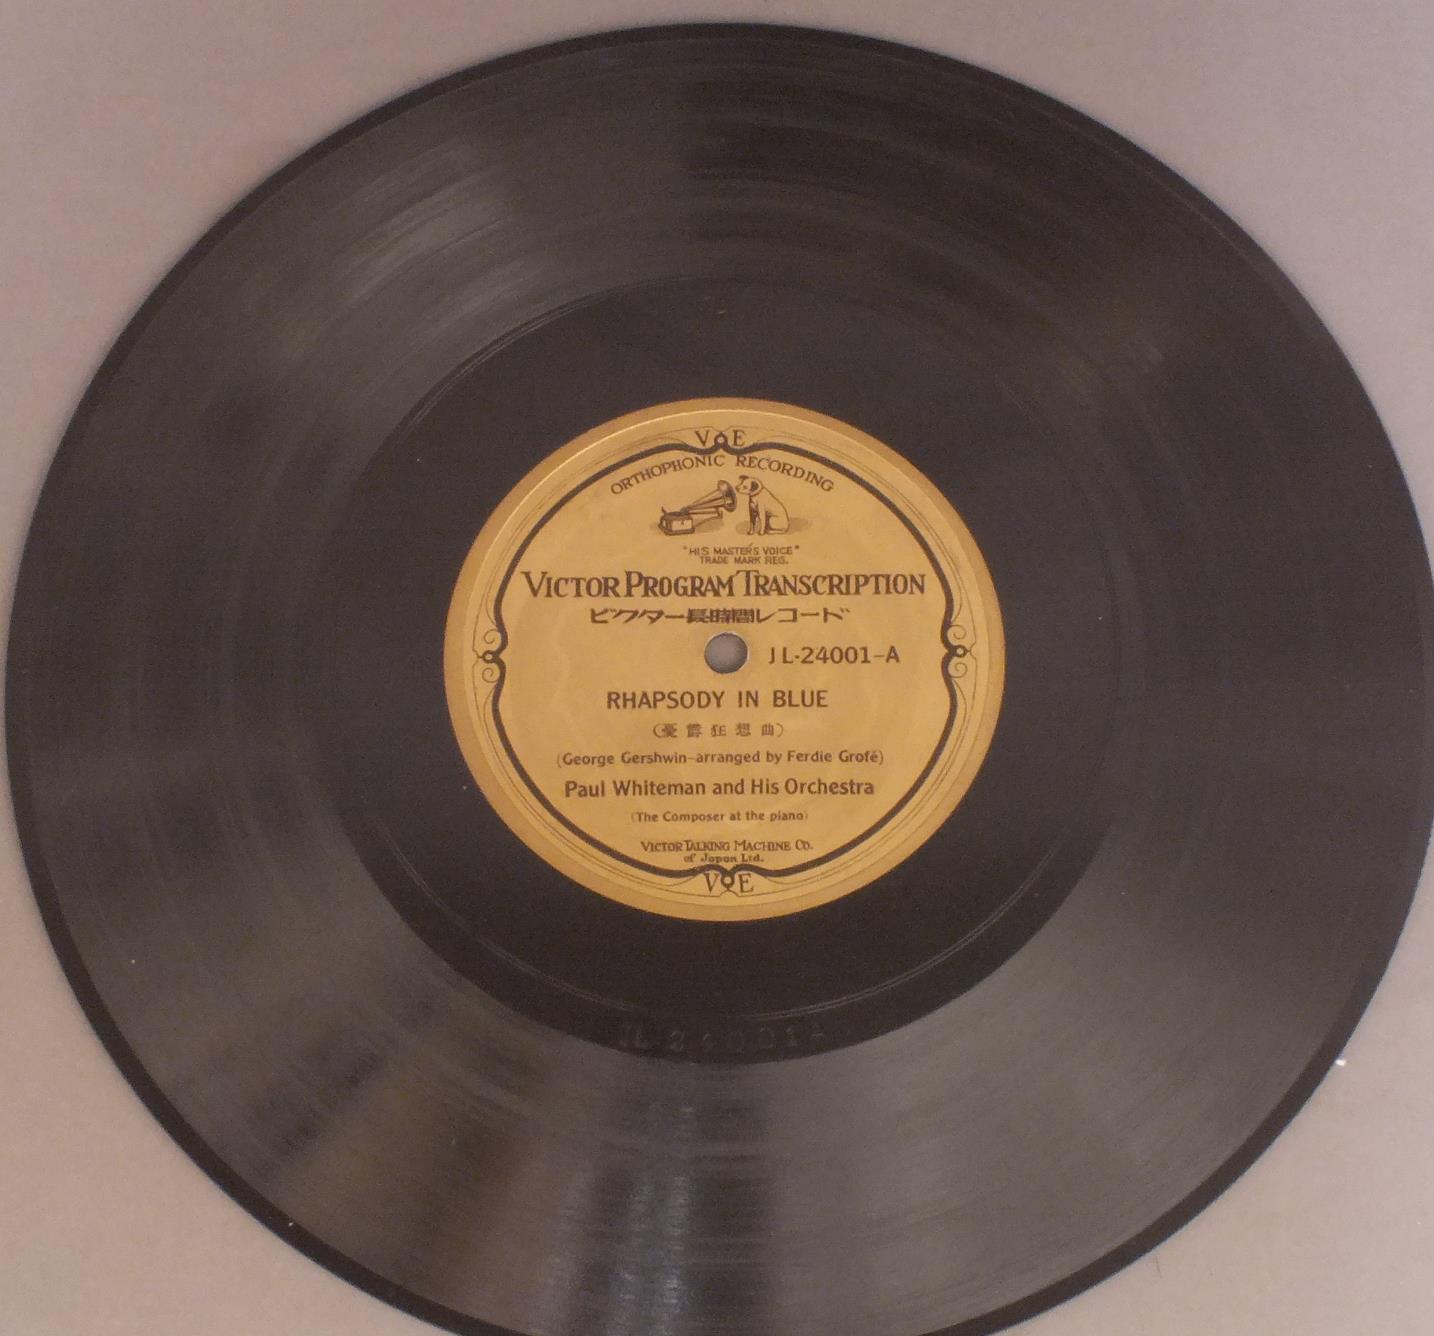 V E
ORTHOPHONIC RECORDING
"HIS MASTER'S VOICE"
TRADE MARK REG.
VICTOR PROGRAM TRANSCRIPTION
ビクター長時間レコード
JL-24001-A
RHAPSODY IN BLUE
(憂鬱狂想曲)
(George Gershwin-arranged by Ferdie Grofé)
Paul Whiteman and His Orchestra
(The Composer at the piano)
VICTOR TALKING MACHINE CO.
of Japan Ltd.
V E
JL 24001A